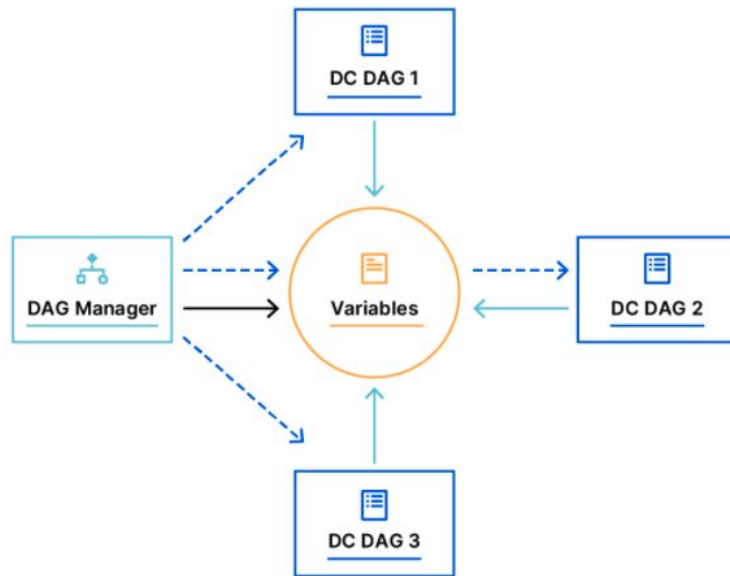 DC DAG 1
DAG Manager
Variables
DC DAG 2
DC DAG 3